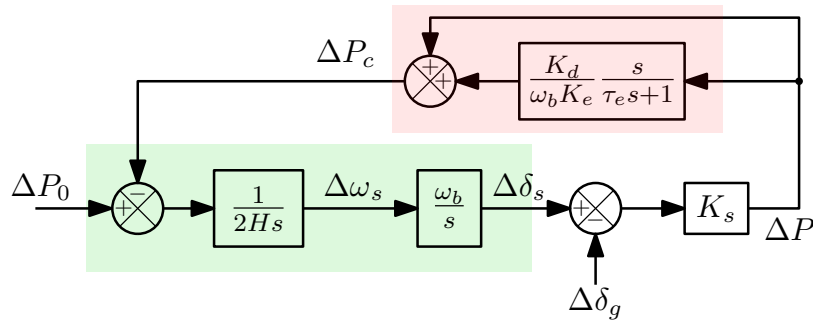 ΔP_c
+
+
K_d / ω_b K_e s / τ_e s+1
ΔP_0
+
−
1 / 2Hs
Δω_s
ω_b / s
Δδ_s
+
−
K_s
ΔP
Δδ_g